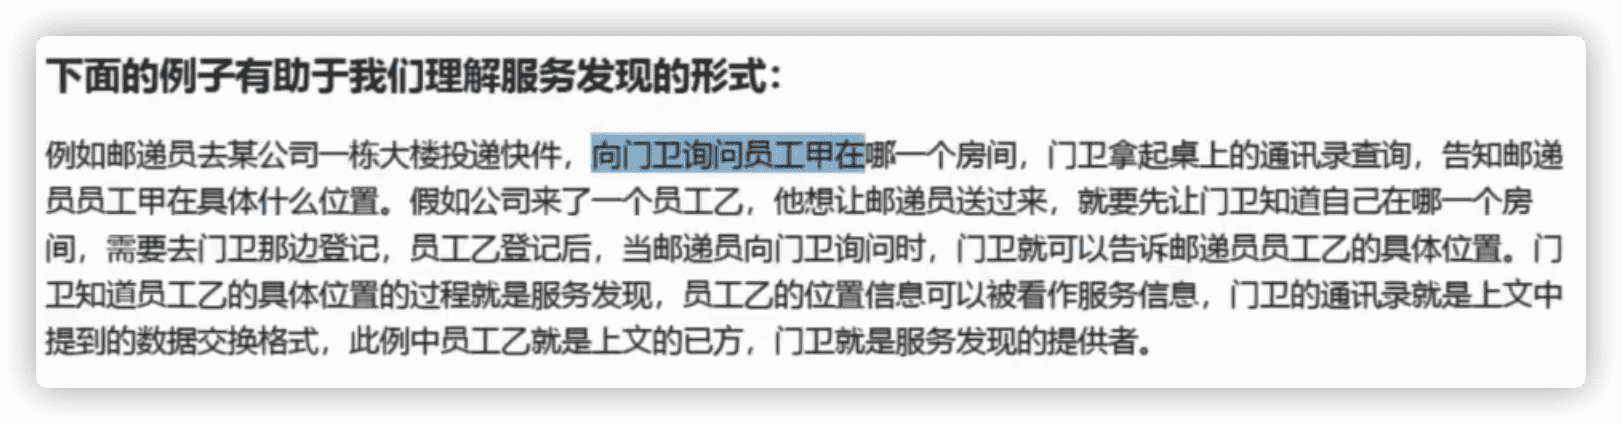 下面的例子有助于我们理解服务发现的形式：
例如邮递员去某公司一栋大楼投递快件，向门卫询问员工甲在哪一个房间，门卫拿起桌上的通讯录查询，告知邮递
员员工甲在具体什么位置。假如公司来了一个员工乙，他想让邮递员送过来，就要先让门卫知道自己在哪一个房
间，需要去门卫那边登记，员工乙登记后，当邮递员向门卫询问时，门卫就可以告诉邮递员员工乙的具体位置。门
卫知道员工乙的具体位置的过程就是服务发现，员工乙的位置信息可以被看作服务信息，门卫的通讯录就是上文中
提到的数据交换格式，此例中员工乙就是上文的已方，门卫就是服务发现的提供者。